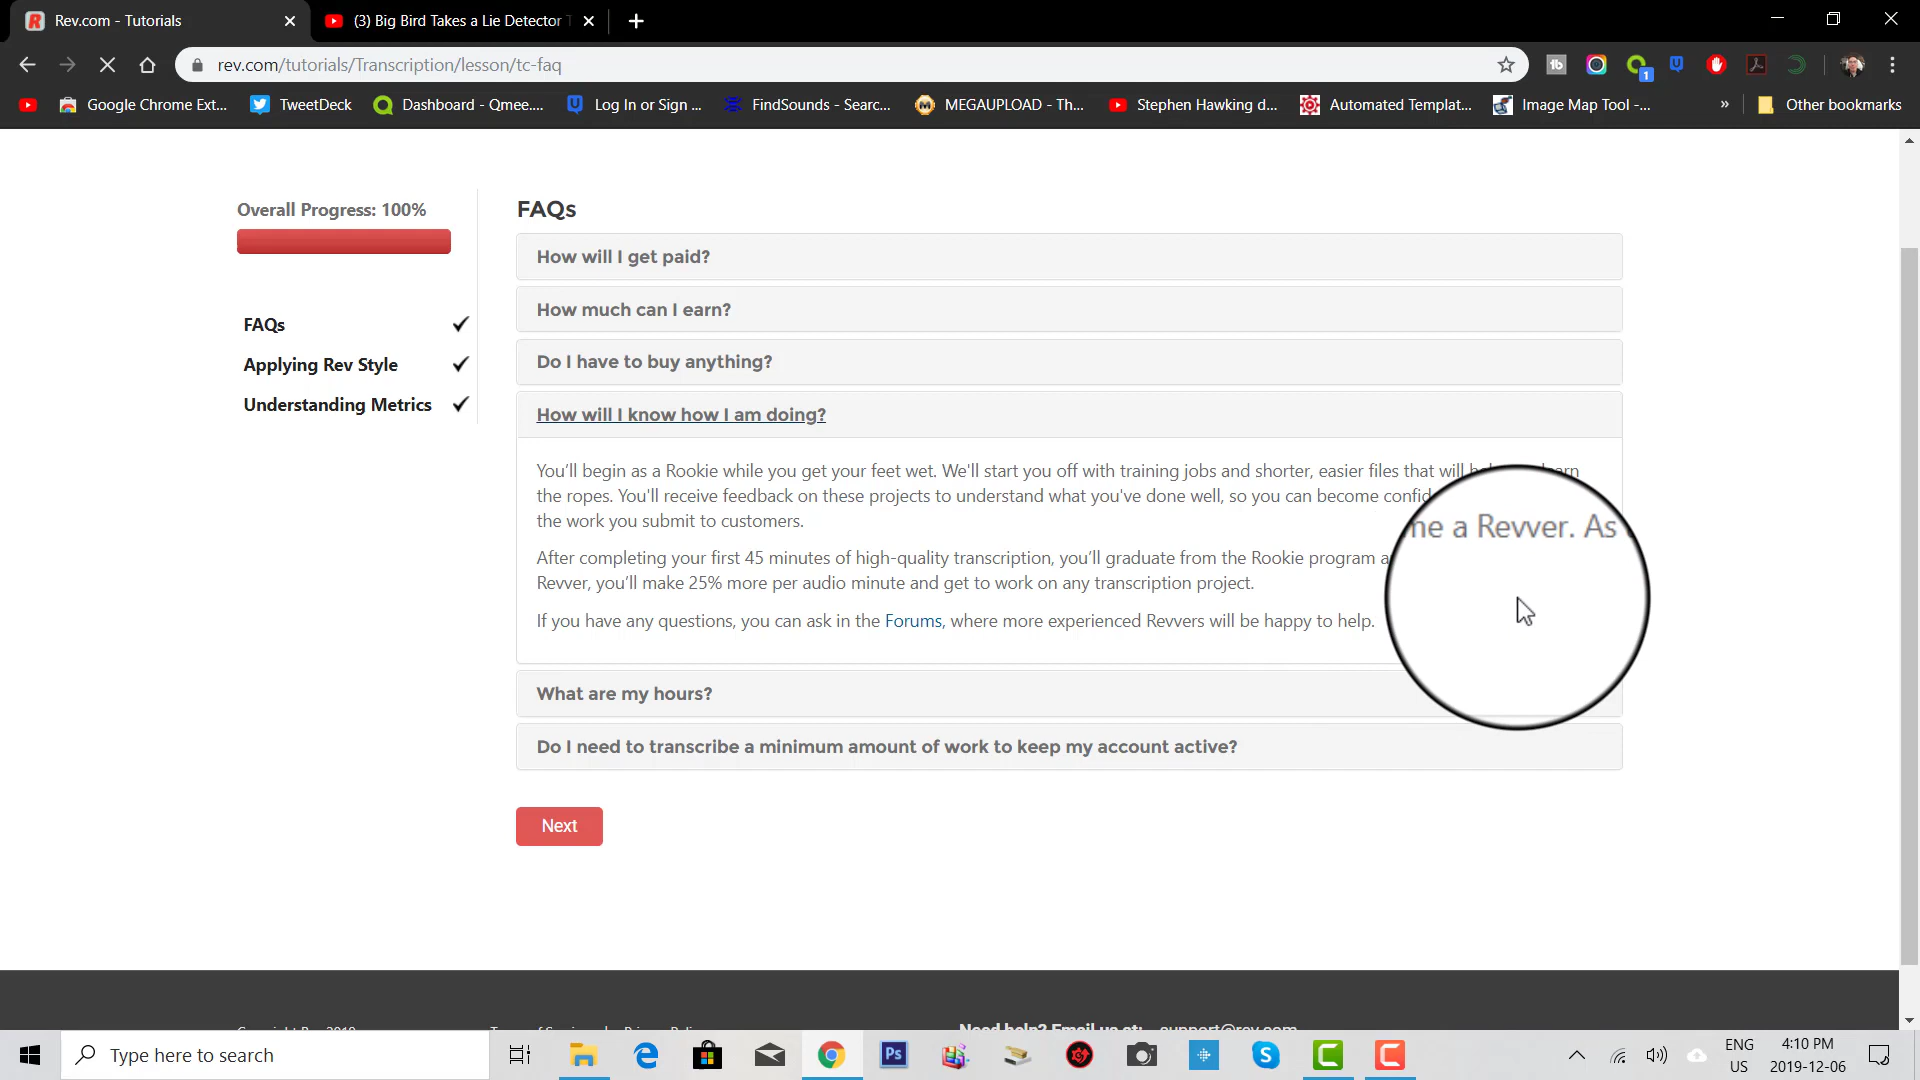 Rev.com - Tutorials
(3) Big Bird Takes a Lie Detector
rev.com/tutorials/Transcription/lesson/tc-faq
Google Chrome Ext...
TweetDeck
Dashboard - Qmee....
Log In or Sign ...
FindSounds - Searc...
MEGAUPLOAD - Th...
Stephen Hawking d...
Automated Templat...
Image Map Tool -...
» Other bookmarks
Overall Progress: 100%
FAQs
Applying Rev Style
Understanding Metrics
FAQs
How will I get paid?
How much can I earn?
Do I have to buy anything?
How will I know how I am doing?
You'll begin as a Rookie while you get your feet wet. We'll start you off with training jobs and shorter, easier files that will
the ropes. You'll receive feedback on these projects to understand what you've done well, so you can become
the work you submit to customers.
After completing your first 45 minutes of high-quality transcription, you'll graduate from the Rookie program
a Revver. As
Revver, you'll make 25% more per audio minute and get to work on any transcription project.
If you have any questions, you can ask in the Forums, where more experienced Revvers will be happy to help.
What are my hours?
Do I need to transcribe a minimum amount of work to keep my account active?
Next
Need help? Email us at: support@rev.com
Type here to search
ENG
US
4:10 PM
2019-12-06